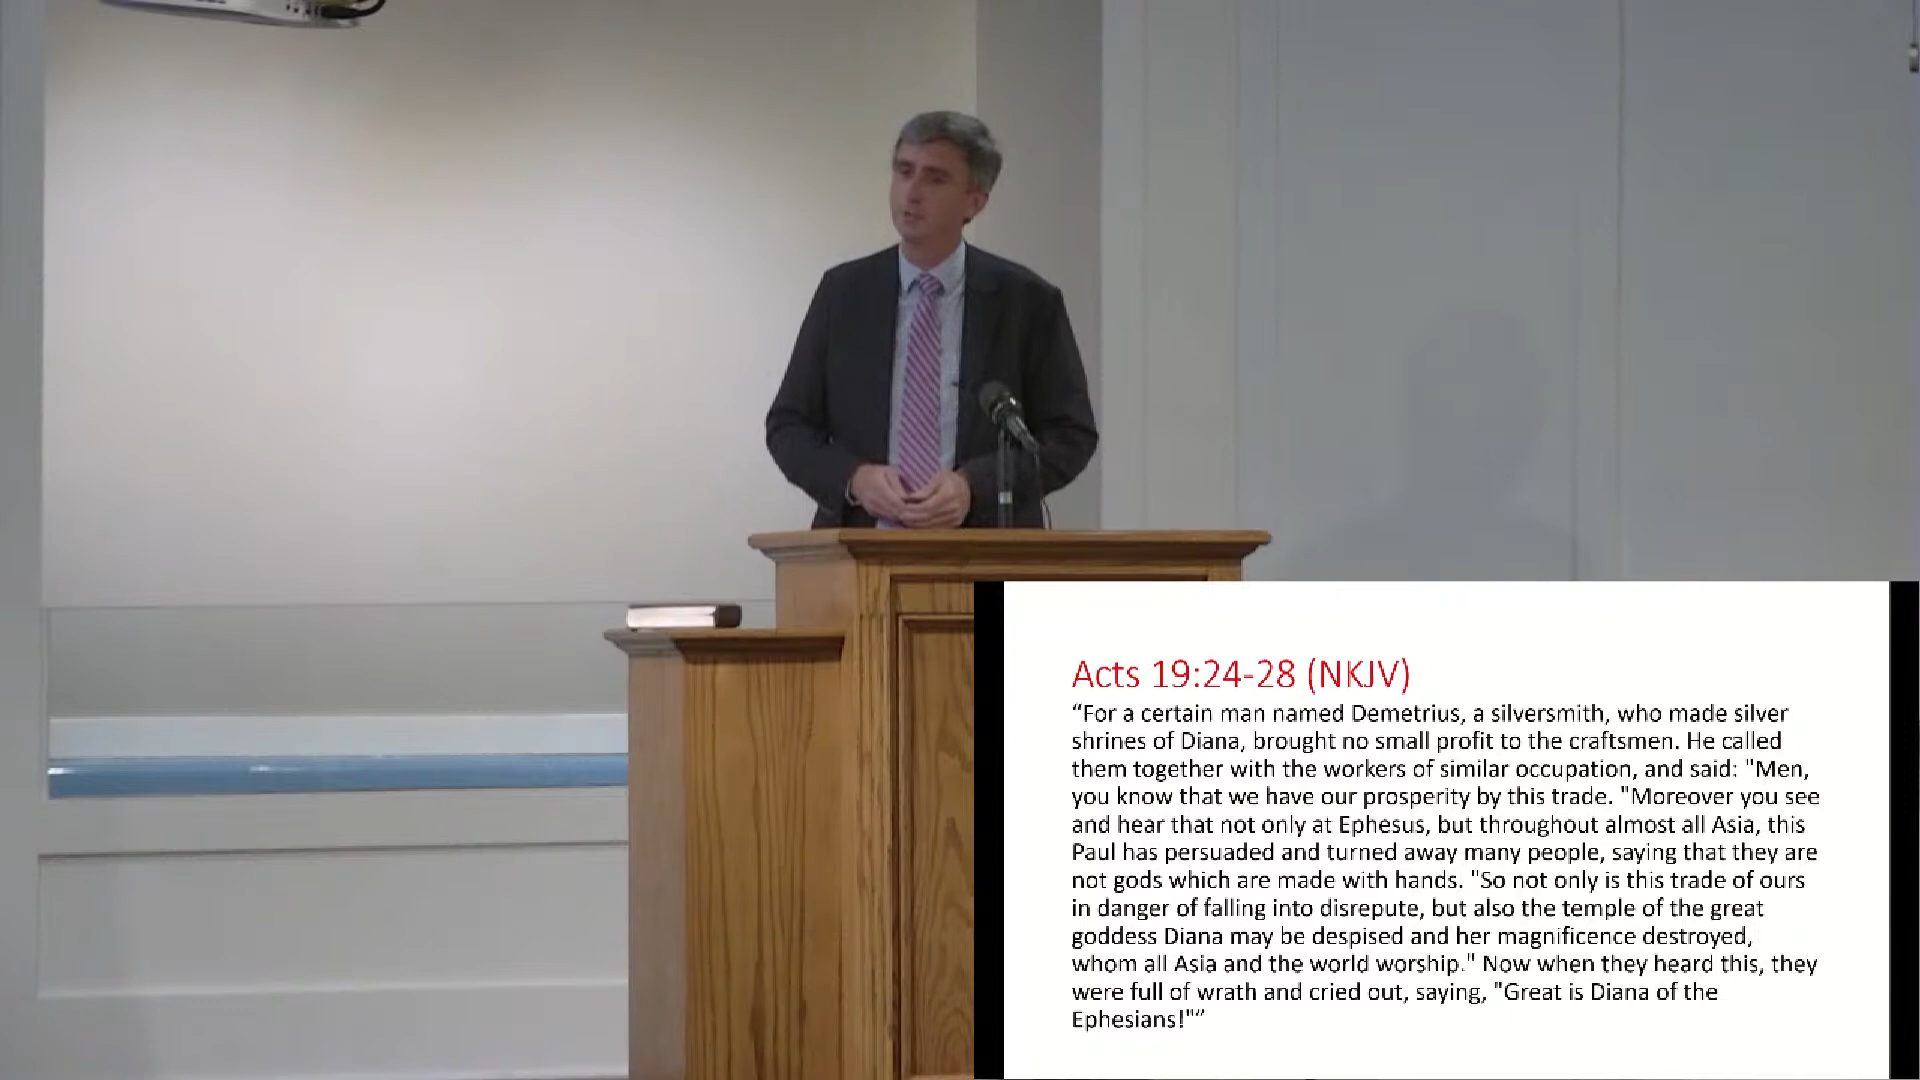 Acts 19:24-28 (NKJV)
“For a certain man named Demetrius, a silversmith, who made silver
shrines of Diana, brought no small profit to the craftsmen. He called
them together with the workers of similar occupation, and said: "Men,
you know that we have our prosperity by this trade. "Moreover you see
and hear that not only at Ephesus, but throughout almost all Asia, this
Paul has persuaded and turned away many people, saying that they are
not gods which are made with hands. "So not only is this trade of ours
in danger of falling into disrepute, but also the temple of the great
goddess Diana may be despised and her magnificence destroyed,
whom all Asia and the world worship." Now when they heard this, they
were full of wrath and cried out, saying, "Great is Diana of the
Ephesians!"”